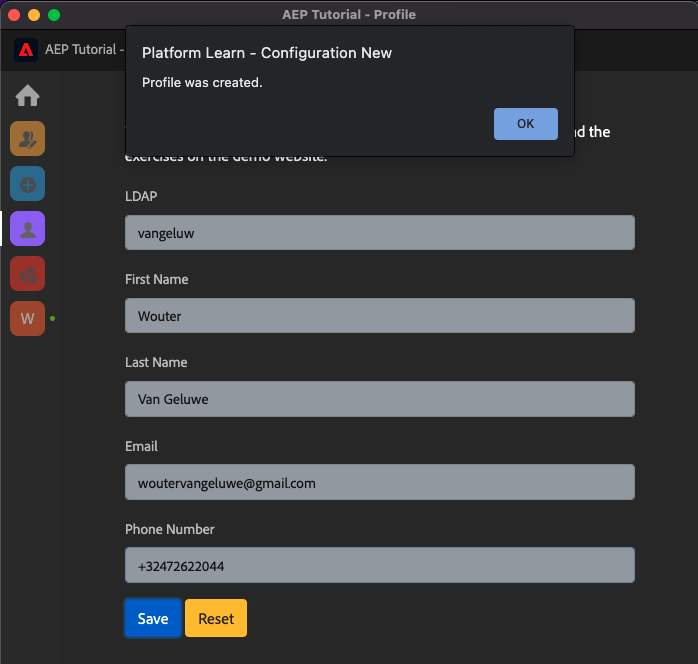 AEP Tutorial - Profile
AEP Tutorial -
Platform Learn - Configuration New
Profile was created.
OK
nd the
exercises on the demo website.
LDAP
vangeluw
First Name
Wouter
Last Name
Van Geluwe
Email
woutervangeluwe@gmail.com
Phone Number
+32472622044
Save
Reset
W